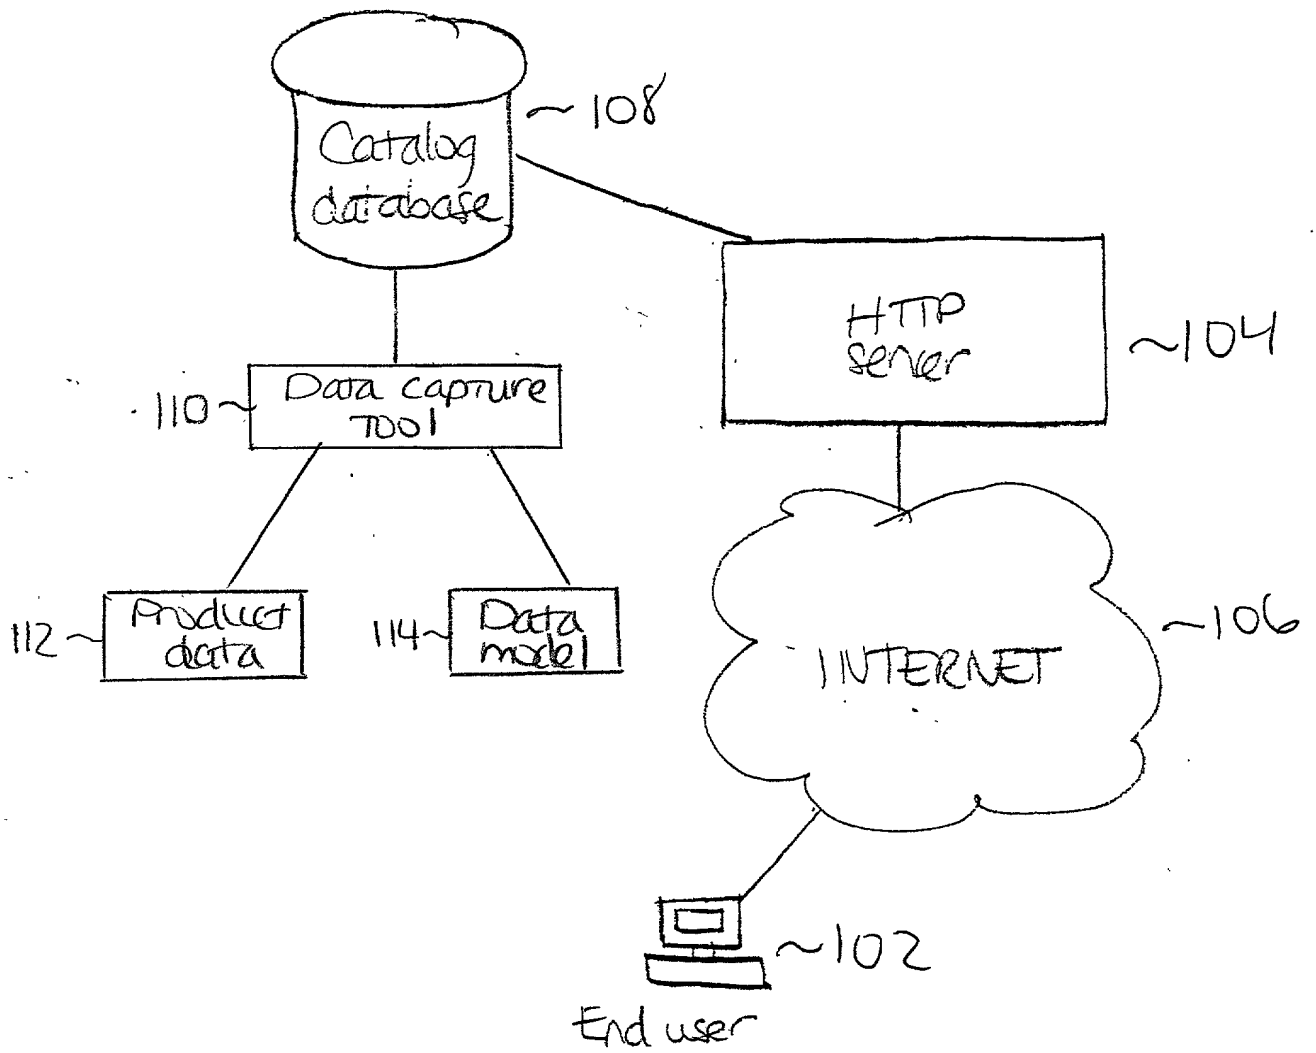 108
Catalog
database
HTTP
server
104
110
Data capture
TOOl
112
Product
data
114
Data
model
INTERNET
106
102
End user